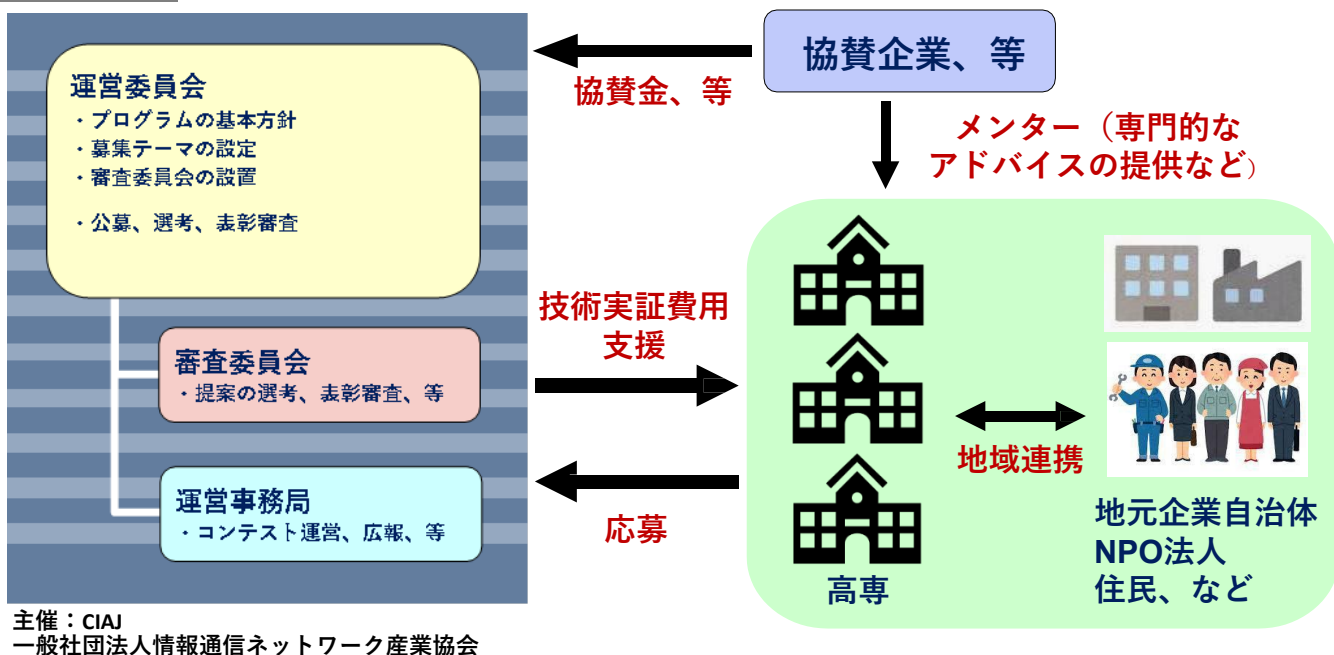 運営委員会
・プログラムの基本方針
・募集テーマの設定
・審査委員会の設置
・公募、選考、表彰審査
審査委員会
・提案の選考、表彰審査、等
運営事務局
・コンテスト運営、広報、等
主催：CIAJ
一般社団法人情報通信ネットワーク産業協会
協賛企業、等
協賛金、等
メンター（専門的な
アドバイスの提供など）
技術実証費用
支援
応募
高専
地域連携
地元企業自治体
NPO法人
住民、など